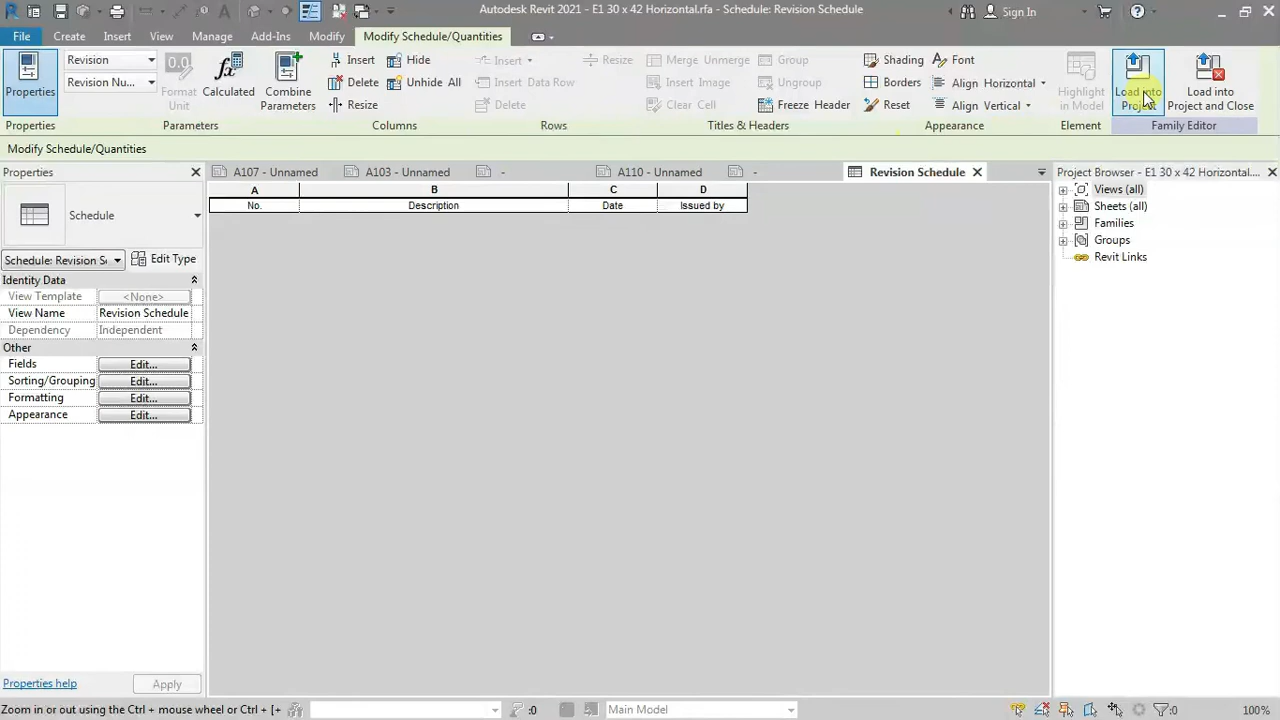 Autodesk Revit 2021 - E1 30 x 42 Horizontal.rfa - Schedule: Revision Schedule
Sign In
File Create Insert View Manage Add-Ins Modify Modify Schedule/Quantities
Properties
Revision
Revision Nu...
Format
Unit
Calculated
Combine
Parameters
Insert Hide
Delete Unhide All
Resize
Insert Resize
Insert Data Row
Delete
Merge Unmerge Group
Insert Image Ungroup
Clear Cell Freeze Header
Shading Font
Borders Align Horizontal
Reset Align Vertical
Highlight
in Model
Load into
Project
Load into
Project and Close
Properties Parameters Columns Rows Titles & Headers Appearance Element Family Editor
Modify Schedule/Quantities
Properties
A107 - Unnamed A103 - Unnamed - A110 - Unnamed - Revision Schedule
Project Browser - E1 30 x 42 Horizontal....
Schedule
Schedule: Revision S
Edit Type
Identity Data
View Template <None>
View Name Revision Schedule
Dependency Independent
Other
Fields Edit...
Sorting/Grouping Edit...
Formatting Edit...
Appearance Edit...
A B C D
No. Description Date Issued by
Views (all)
Sheets (all)
Families
Groups
Revit Links
Properties help Apply
Zoom in or out using the Ctrl + mouse wheel or Ctrl + [+
:0
Main Model
:0
100%